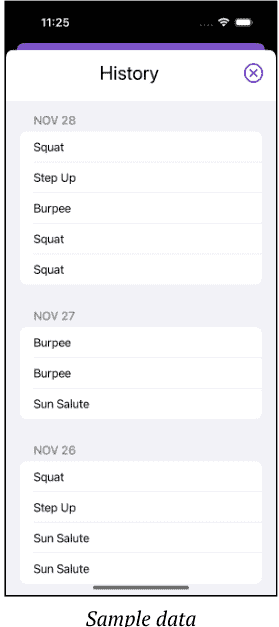 11:25
History
NOV 28
Squat
Step Up
Burpee
Squat
Squat
NOV 27
Burpee
Burpee
Sun Salute
NOV 26
Squat
Step Up
Sun Salute
Sun Salute
Sample data